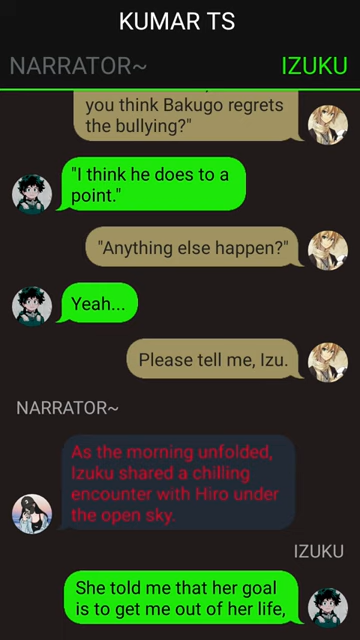 KUMAR TS
NARRATOR~ IZUKU
you think Bakugo regrets
the bullying?"
"I think he does to a
point."
"Anything else happen?"
Yeah...
Please tell me, Izu.
NARRATOR~
As the morning unfolded,
Izuku shared a chilling
encounter with Hiro under
the open sky.
IZUKU
She told me that her goal
is to get me out of her life,